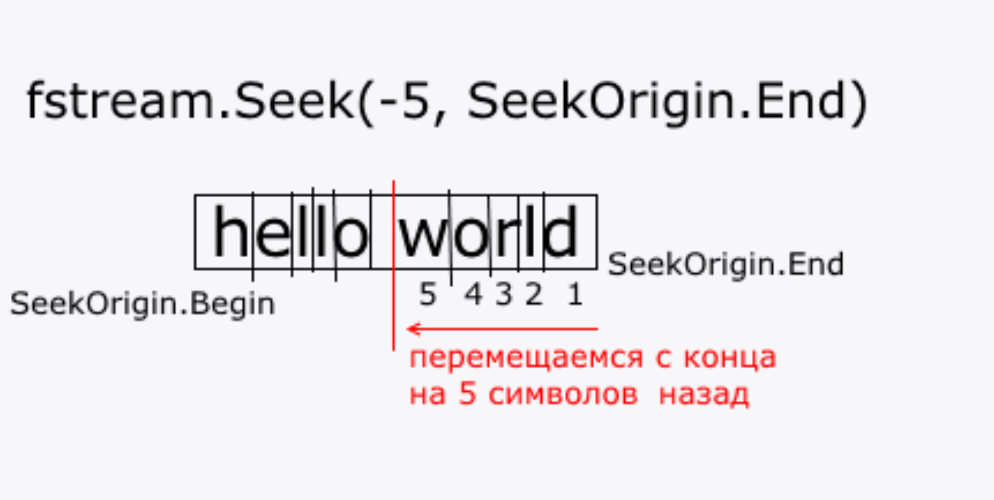 fstream.Seek(-5, SeekOrigin.End)
hello world
SeekOrigin.End
5 4 3 2 1
SeekOrigin.Begin
перемещаемся с конца
на 5 символов назад